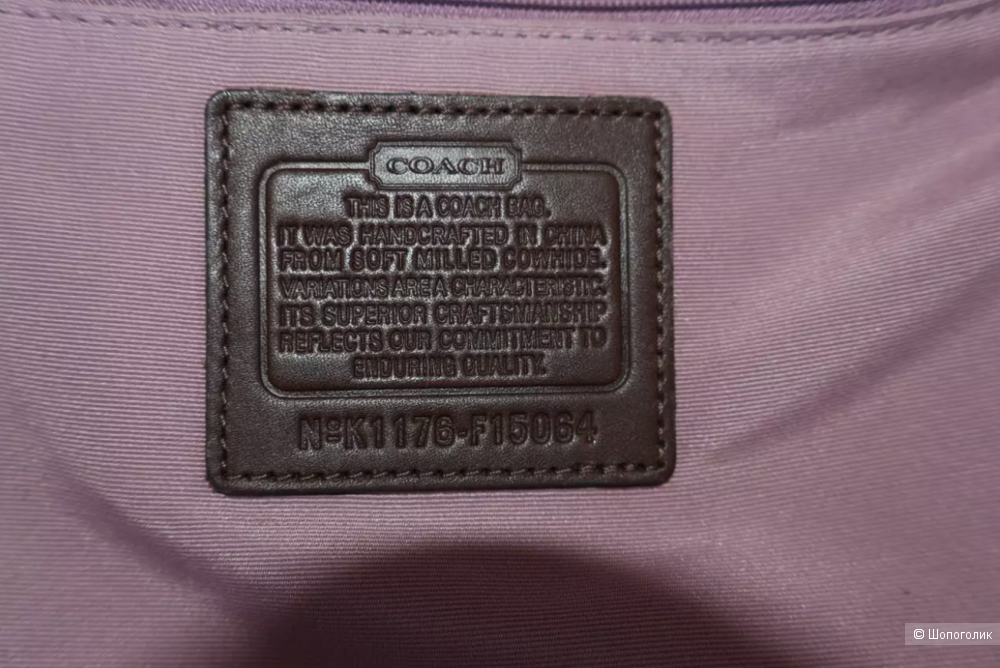 COACH
THIS IS A COACH BAG.
IT WAS HANDCRAFTED IN CHINA
FROM SOFT MILLED COWHIDE.
VARIATIONS ARE A CHARACTERISTIC.
ITS SUPERIOR CRAFTSMANSHIP
REFLECTS OUR COMMITMENT TO
ENDURING QUALITY.
NºK1176-F15064
© Шопоголик